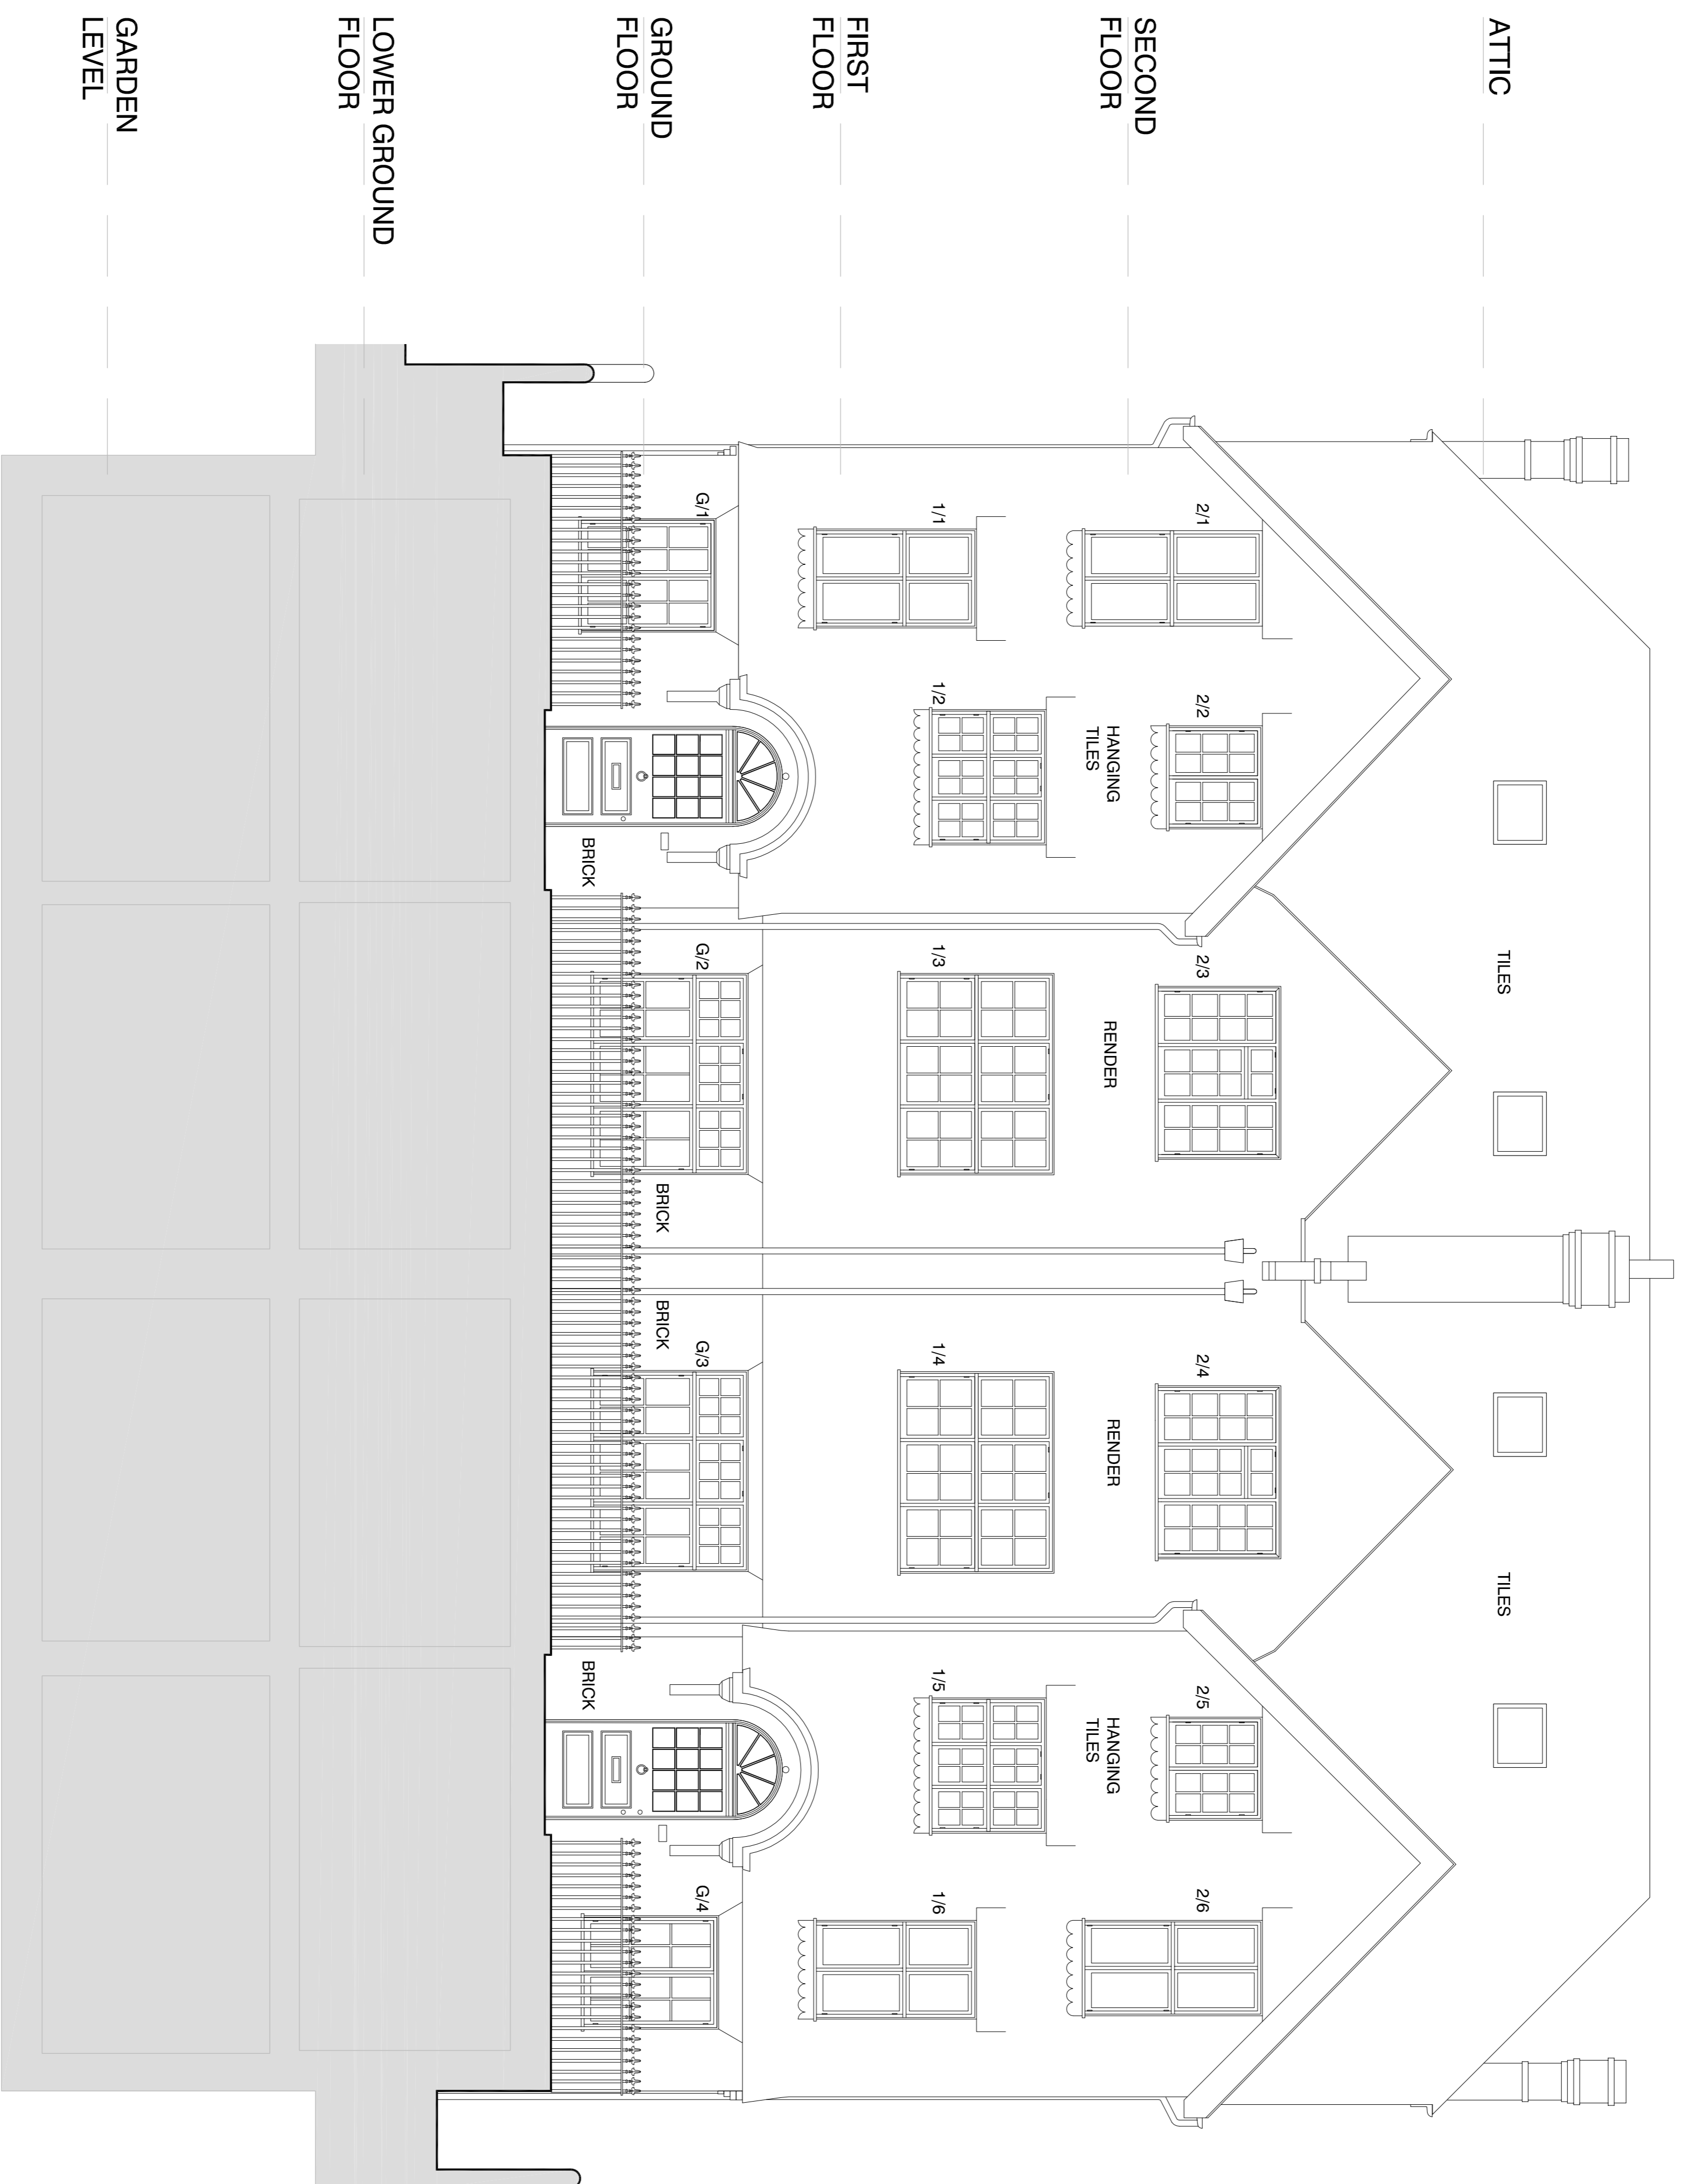 ATTIC
SECOND
FLOOR
FIRST
FLOOR
GROUND
FLOOR
LOWER GROUND
FLOOR
GARDEN
LEVEL
TILES
TILES
2/1
2/2
2/3
2/4
2/5
2/6
HANGING
TILES
RENDER
RENDER
HANGING
TILES
1/1
1/2
1/3
1/4
1/5
1/6
G/1
G/2
G/3
G/4
BRICK
BRICK
BRICK
BRICK